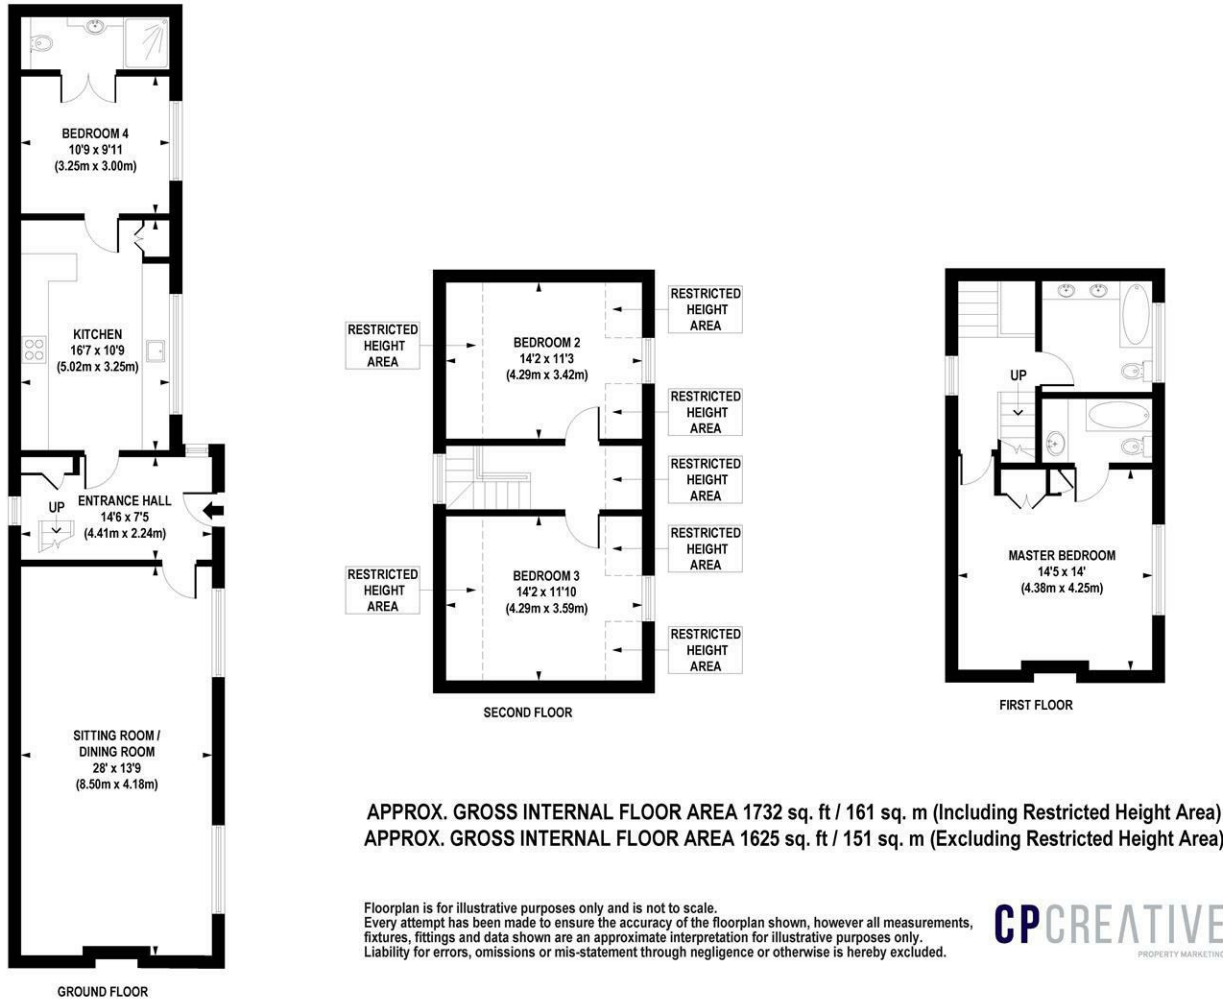 BEDROOM 4
10'9 x 9'11
(3.25m x 3.00m)
KITCHEN
16'7 x 10'9
(5.02m x 3.25m)
UP
ENTRANCE HALL
14'6 x 7'5
(4.41m x 2.24m)
SITTING ROOM /
DINING ROOM
28' x 13'9
(8.50m x 4.18m)
GROUND FLOOR
RESTRICTED
HEIGHT
AREA
RESTRICTED
HEIGHT
AREA
BEDROOM 2
14'2 x 11'3
(4.29m x 3.42m)
RESTRICTED
HEIGHT
AREA
RESTRICTED
HEIGHT
AREA
RESTRICTED
HEIGHT
AREA
RESTRICTED
HEIGHT
AREA
BEDROOM 3
14'2 x 11'10
(4.29m x 3.59m)
RESTRICTED
HEIGHT
AREA
SECOND FLOOR
UP
MASTER BEDROOM
14'5 x 14'
(4.38m x 4.25m)
FIRST FLOOR
APPROX. GROSS INTERNAL FLOOR AREA 1732 sq. ft / 161 sq. m (Including Restricted Height Area)
APPROX. GROSS INTERNAL FLOOR AREA 1625 sq. ft / 151 sq. m (Excluding Restricted Height Area)
Floorplan is for illustrative purposes only and is not to scale.
Every attempt has been made to ensure the accuracy of the floorplan shown, however all measurements,
fixtures, fittings and data shown are an approximate interpretation for illustrative purposes only.
Liability for errors, omissions or mis-statement through negligence or otherwise is hereby excluded.
CPCREATIVE
PROPERTY MARKETING